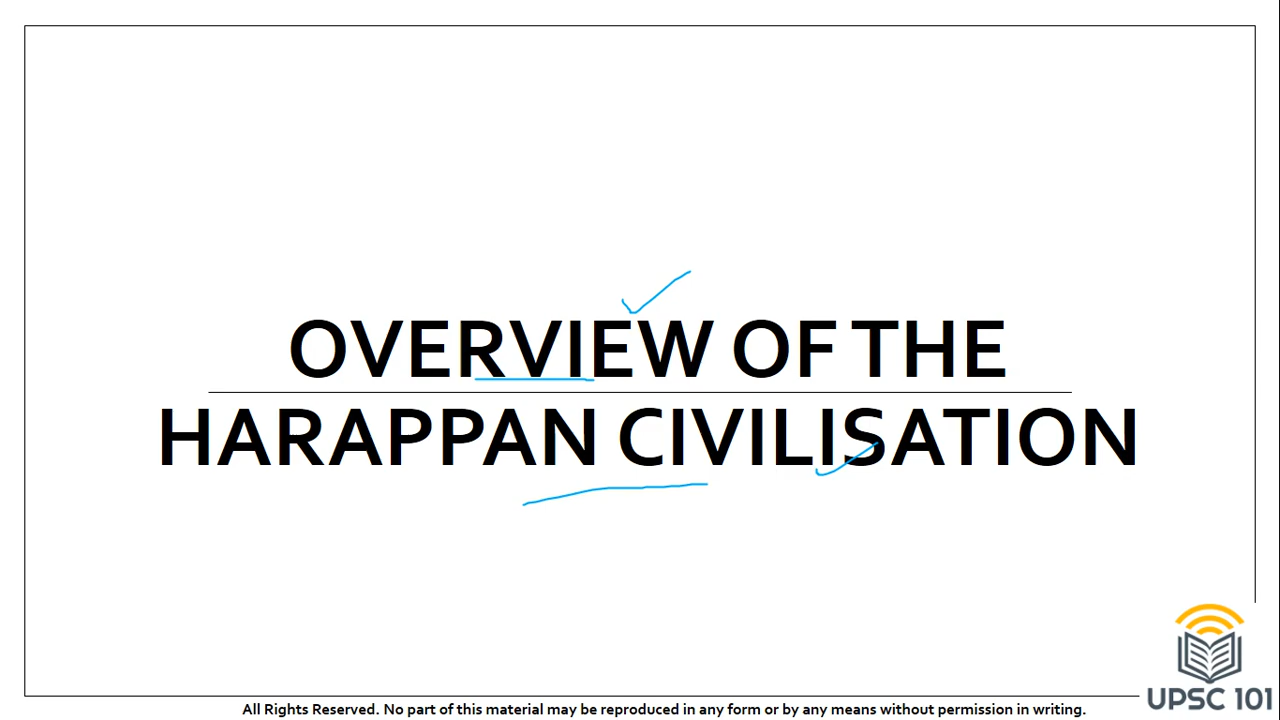 OVERVIEW OF THE
HARAPPAN CIVILISATION
UPSC 101
All Rights Reserved. No part of this material may be reproduced in any form or by any means without permission in writing.